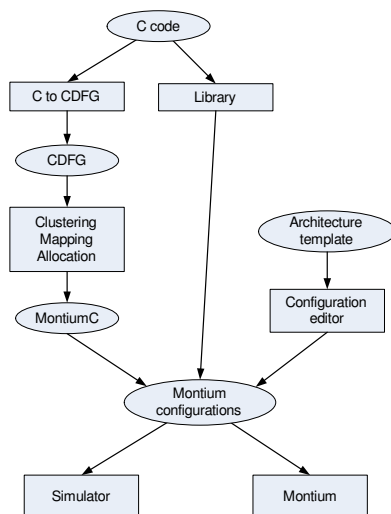 C code
C to CDFG
Library
CDFG
Clustering
Mapping
Allocation
Architecture
template
MontiumC
Configuration
editor
Montium
configurations
Simulator
Montium